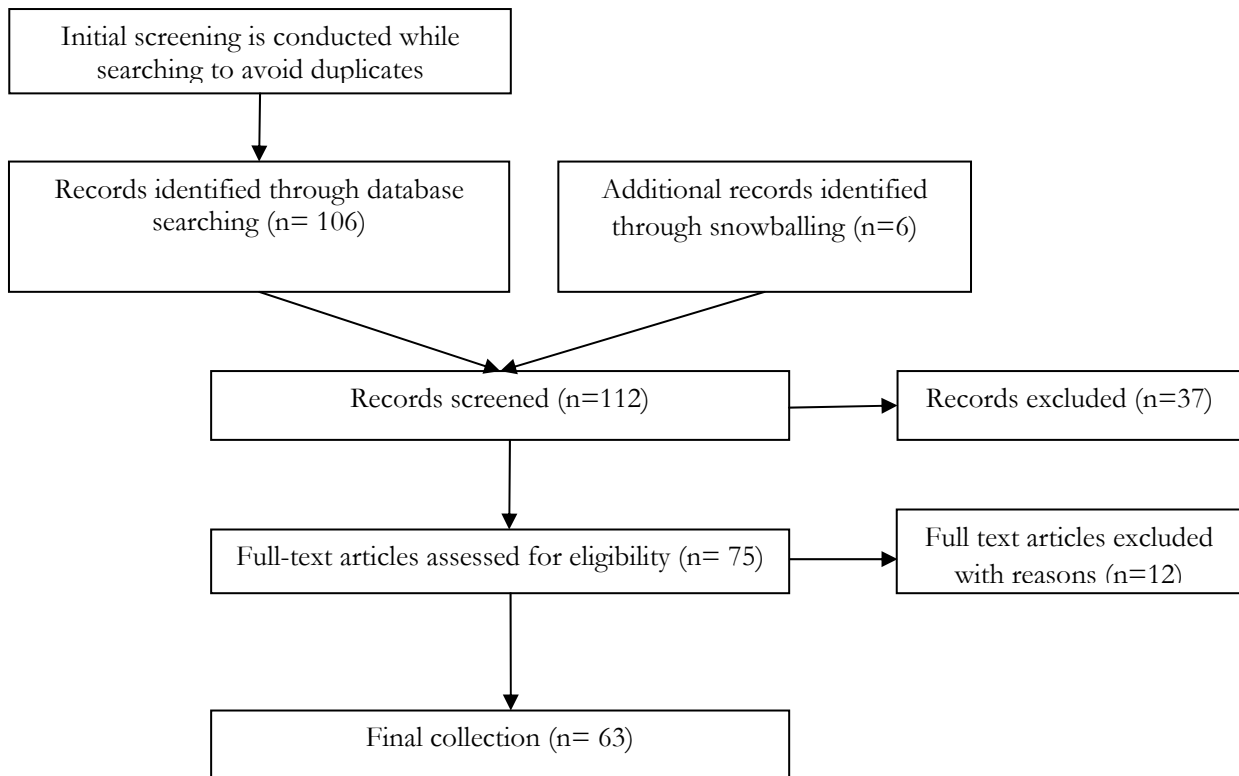 Initial screening is conducted while
searching to avoid duplicates
Records identified through database
searching (n= 106)
Additional records identified
through snowballing (n=6)
Records screened (n=112)
Records excluded (n=37)
Full-text articles assessed for eligibility (n= 75)
Full text articles excluded
with reasons (n=12)
Final collection (n= 63)